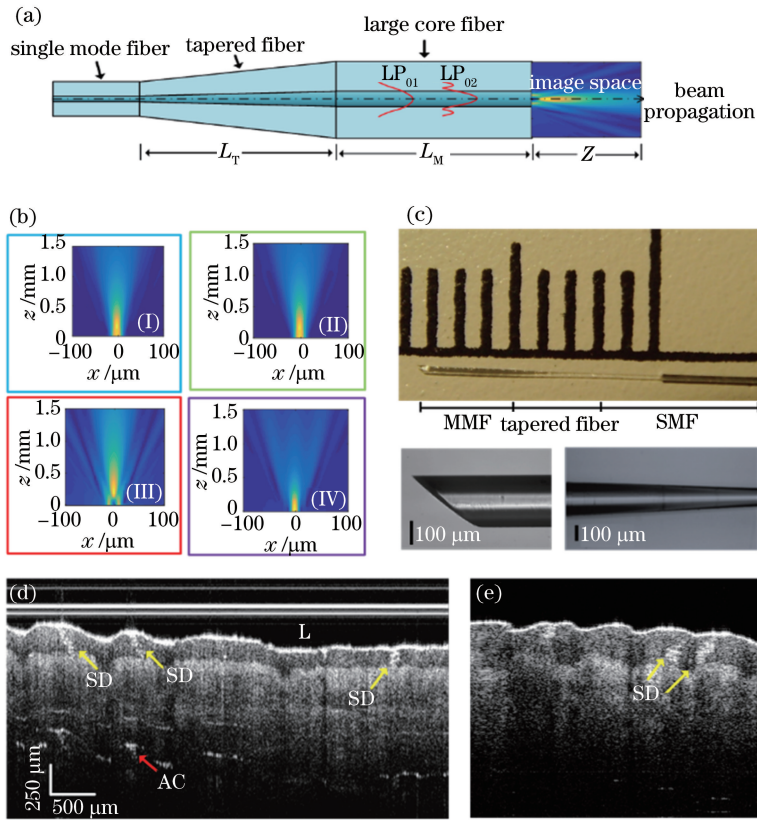 (a)
large core fiber
tapered fiber
single mode fiber
LP01 LP02
image space
beam propagation
LT LM Z
(b)
1.5
1.0
0.5
0
z /mm
(I)
−100 0 100
x /μm
1.5
1.0
0.5
0
z /mm
(II)
−100 0 100
x /μm
1.5
1.0
0.5
0
z /mm
(III)
−100 0 100
x /μm
1.5
1.0
0.5
0
z /mm
(IV)
−100 0 100
x /μm
(c)
MMF tapered fiber SMF
100 μm
100 μm
(d)
L
SD
SD
SD
AC
250 μm
500 μm
(e)
SD